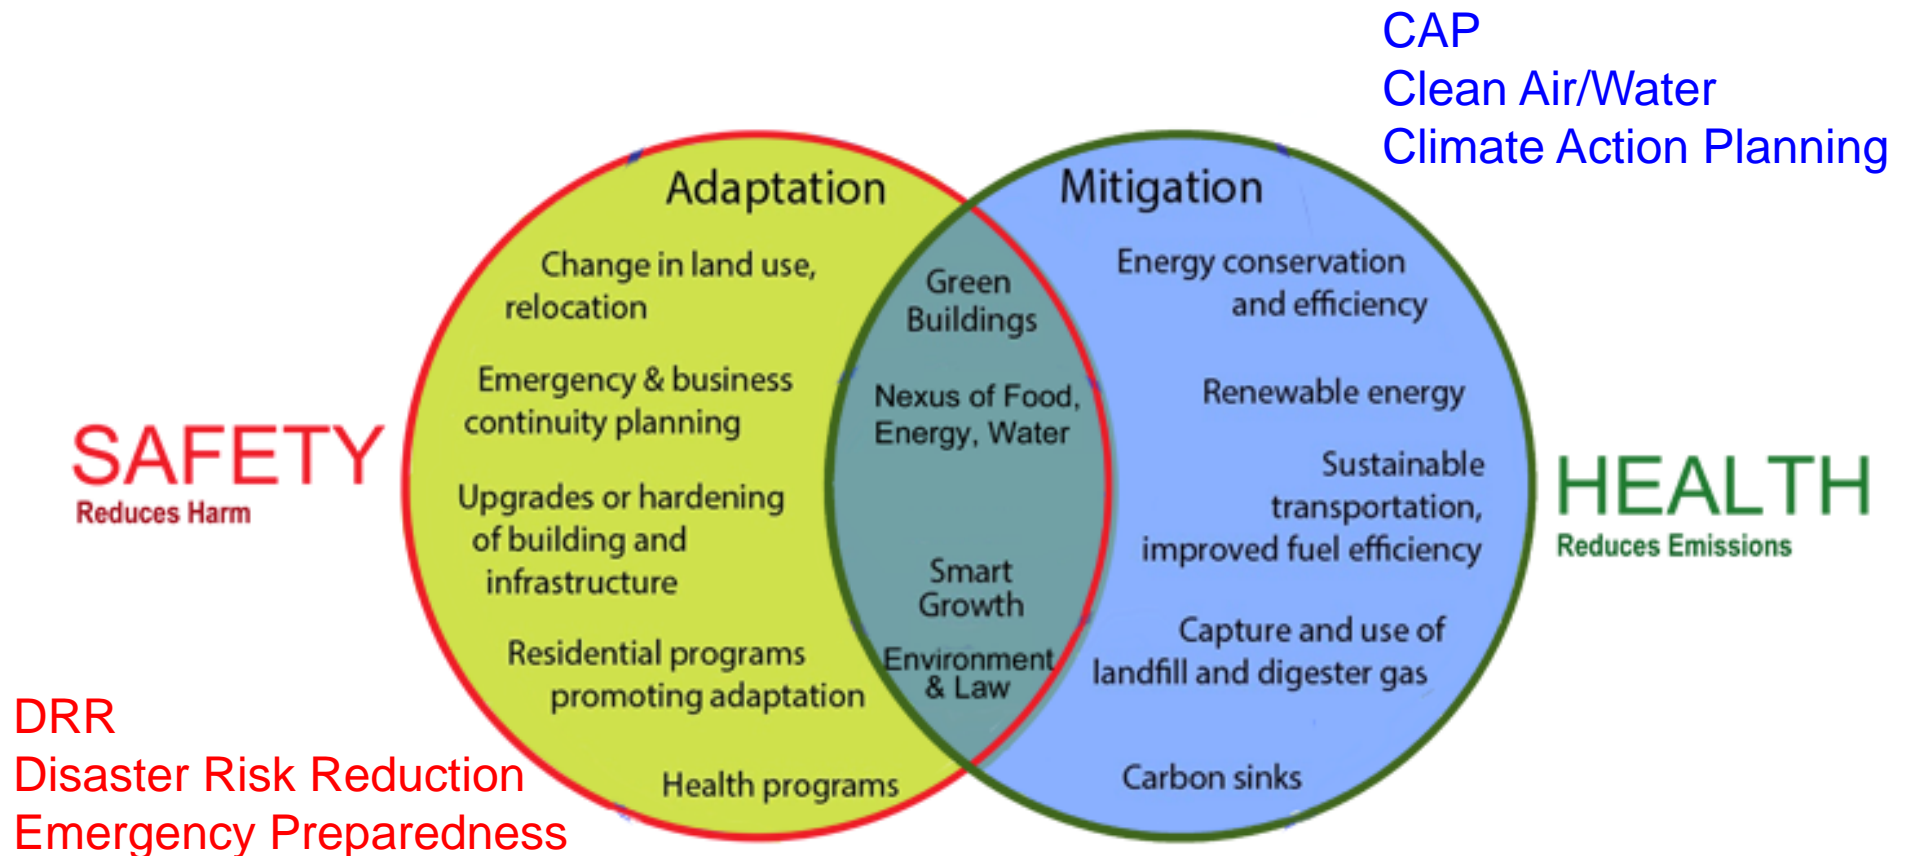 CAP
Clean Air/Water
Climate Action Planning
Adaptation
Change in land use,
relocation
Emergency & business
continuity planning
Upgrades or hardening
of building and
infrastructure
Residential programs
promoting adaptation
Health programs
Green
Buildings
Nexus of Food,
Energy, Water
Smart
Growth
Environment
& Law
Mitigation
Energy conservation
and efficiency
Renewable energy
Sustainable
transportation,
improved fuel efficiency
Capture and use of
landfill and digester gas
Carbon sinks
SAFETY
Reduces Harm
HEALTH
Reduces Emissions
DRR
Disaster Risk Reduction
Emergency Preparedness